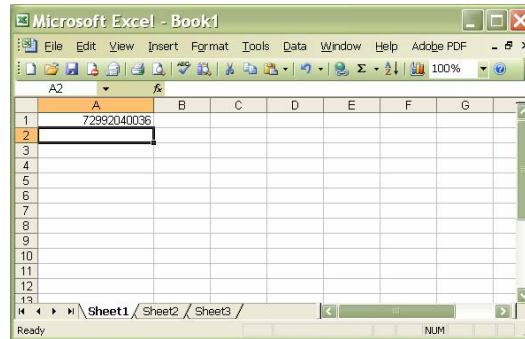 Microsoft Excel - Book1
File Edit View Insert Format Tools Data Window Help Adobe PDF
100%
A2 fx
A B C D E F G
1 72992040036
2
3
4
5
6
7
8
9
10
11
12
13
Sheet1 / Sheet2 / Sheet3 /
Ready NUM